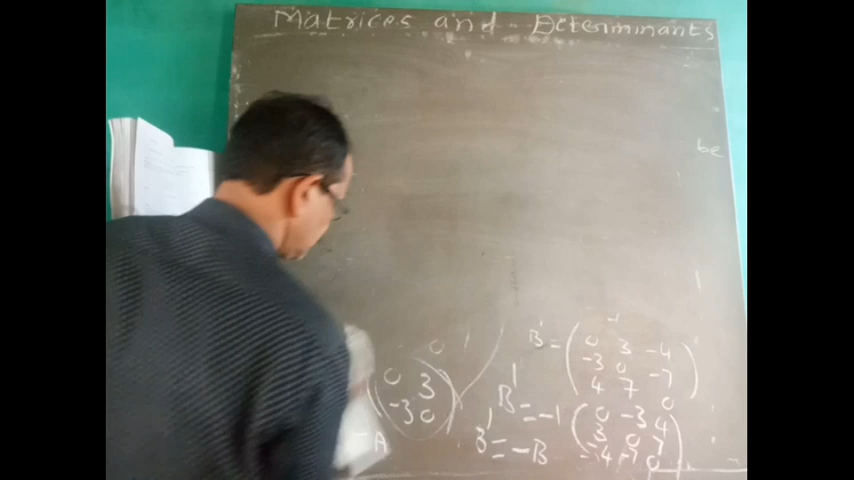 Matrices and Determinants
be
B' = ( 0 3 -4
-3 0 -7
4 7 0 )
( 0 3
-3 0 )
B' = -1 ( 0 -3 4
3 0 7
-4 -7 0 )
B' = -B
-A